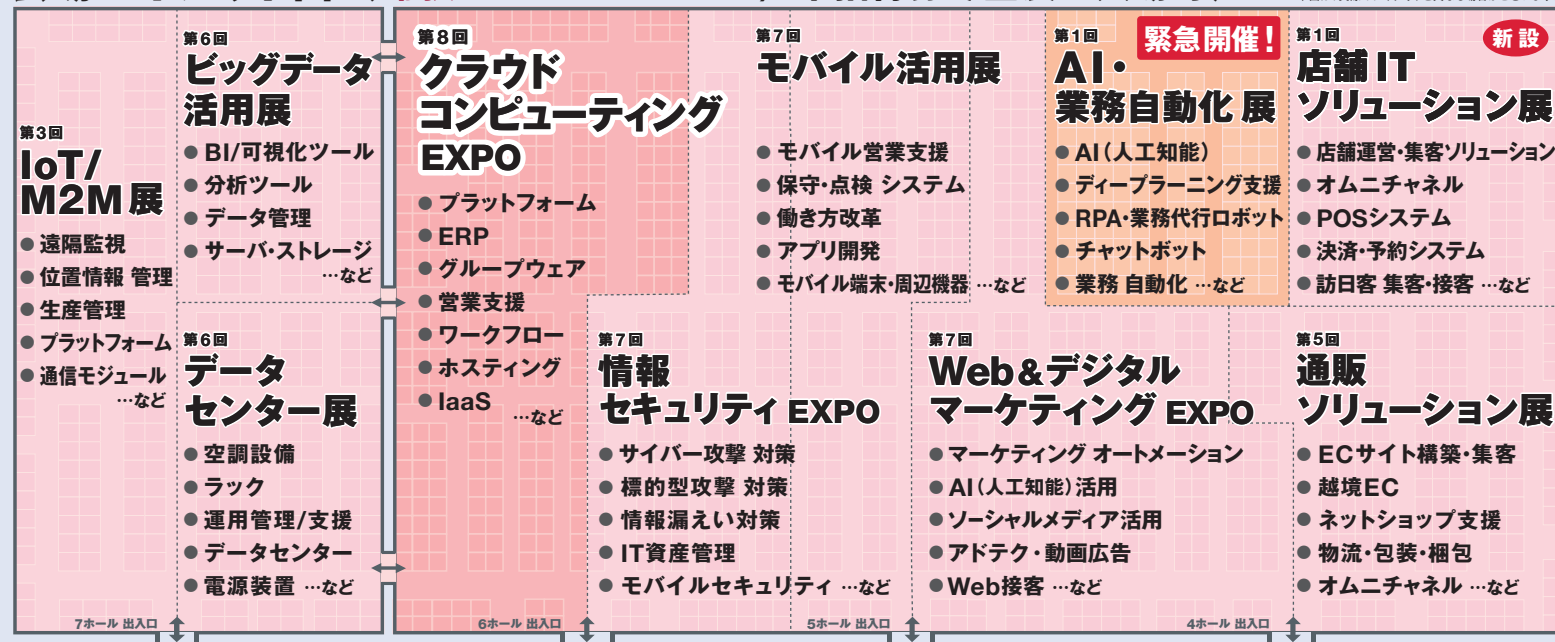 第3回
IoT/
M2M展
● 遠隔監視
● 位置情報 管理
● 生産管理
● プラットフォーム
● 通信モジュール
…など
第6回
ビッグデータ
活用展
● BI/可視化ツール
● 分析ツール
● データ管理
● サーバ・ストレージ
…など
第6回
データ
センター展
● 空調設備
● ラック
● 運用管理/支援
● データセンター
● 電源装置 …など
第8回
クラウド
コンピューティング
EXPO
● プラットフォーム
● ERP
● グループウェア
● 営業支援
● ワークフロー
● ホスティング
● IaaS
…など
第7回
モバイル活用展
● モバイル営業支援
● 保守・点検 システム
● 働き方改革
● アプリ開発
● モバイル端末・周辺機器 …など
第1回
緊急開催!
AI・
業務自動化 展
● AI(人工知能)
● ディープラーニング支援
● RPA・業務代行ロボット
● チャットボット
● 業務 自動化 …など
第1回
新設
店舗 IT
ソリューション展
● 店舗運営・集客ソリューション
● オムニチャネル
● POSシステム
● 決済・予約システム
● 訪日客 集客・接客 …など
第7回
情報
セキュリティ EXPO
● サイバー攻撃 対策
● 標的型攻撃 対策
● 情報漏えい対策
● IT資産管理
● モバイルセキュリティ …など
第7回
Web&デジタル
マーケティング EXPO
● マーケティング オートメーション
● AI(人工知能)活用
● ソーシャルメディア活用
● アドテク・動画広告
● Web接客 …など
第5回
通販
ソリューション展
● ECサイト構築・集客
● 越境EC
● ネットショップ支援
● 物流・包装・梱包
● オムニチャネル …など
7ホール 出入口
6ホール 出入口
5ホール 出入口
4ホール 出入口